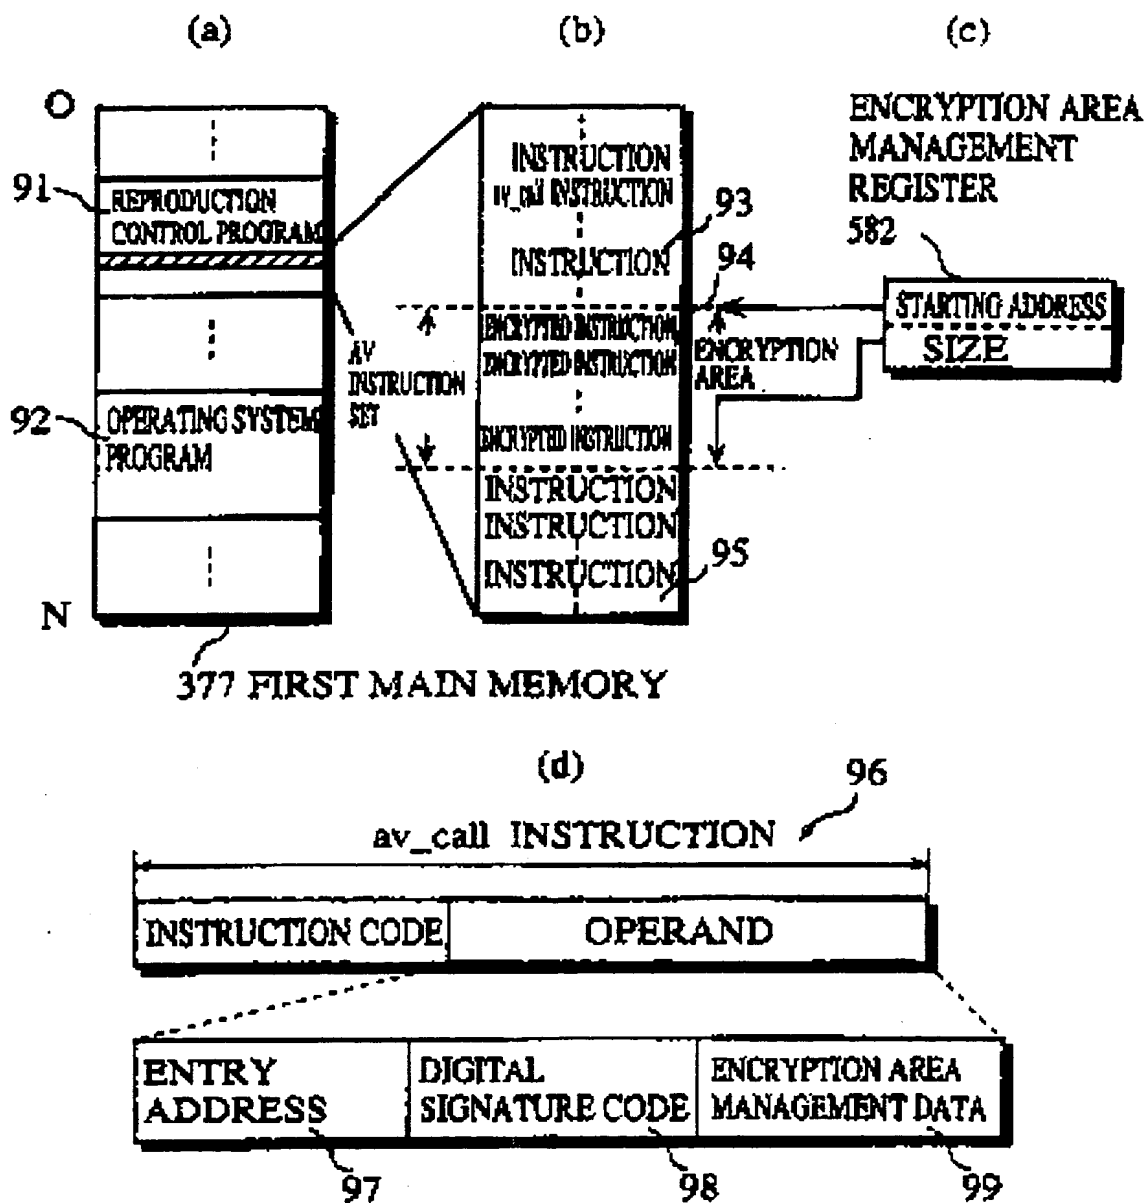 (a)
(b)
(c)
O
91
REPRODUCTION
CONTROL PROGRAM
92
OPERATING SYSTEM
PROGRAM
N
377 FIRST MAIN MEMORY
AV
INSTRUCTION
SET
INSTRUCTION
av_call INSTRUCTION
INSTRUCTION
93
94
ENCRYPTED INSTRUCTION
ENCRYPTED INSTRUCTION
ENCRYPTED INSTRUCTION
INSTRUCTION
INSTRUCTION
INSTRUCTION
95
ENCRYPTION
AREA
ENCRYPTION AREA
MANAGEMENT
REGISTER
582
STARTING ADDRESS
SIZE
(d)
96
av_call INSTRUCTION
INSTRUCTION CODE
OPERAND
ENTRY
ADDRESS
DIGITAL
SIGNATURE CODE
ENCRYPTION AREA
MANAGEMENT DATA
97
98
99